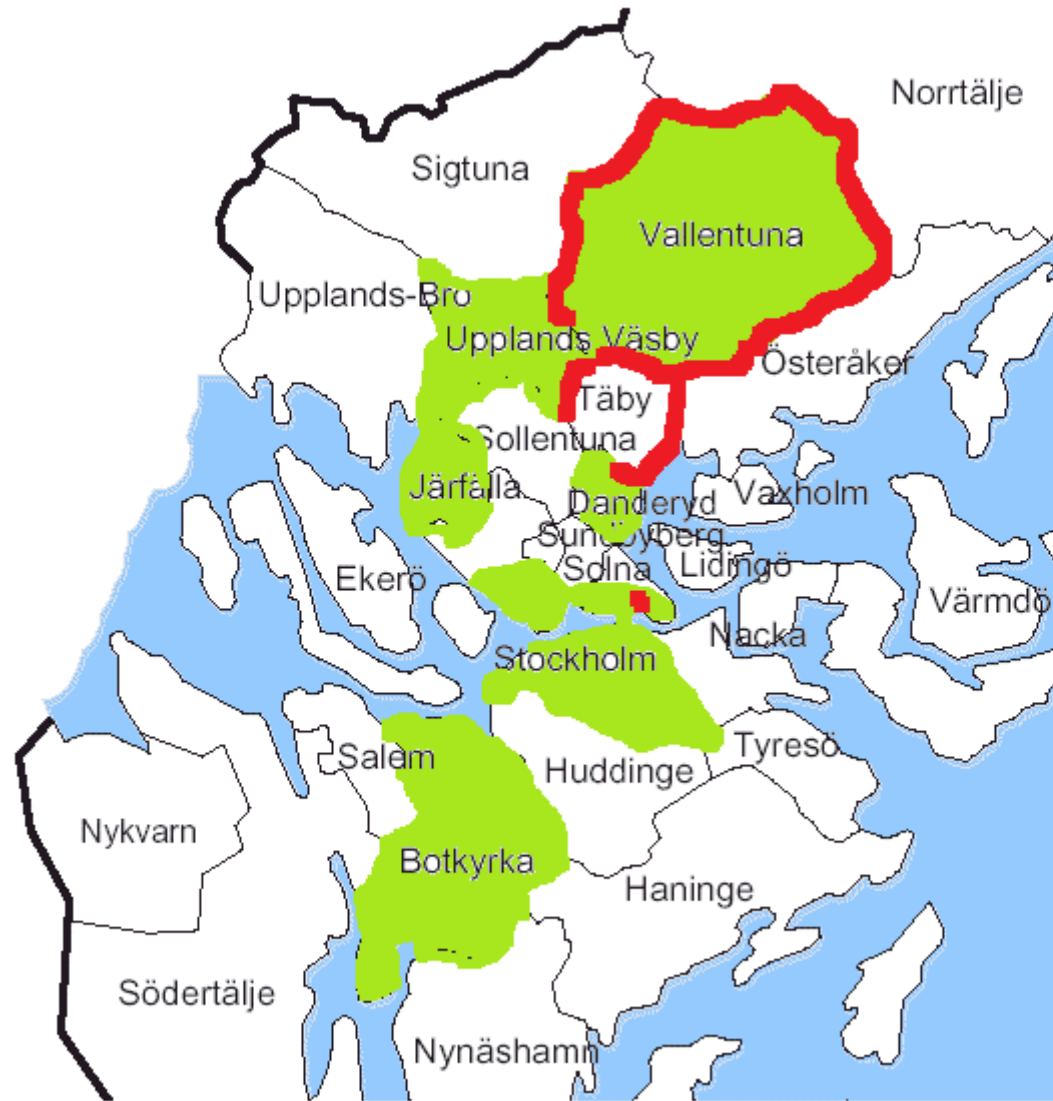 Norrtälje
Sigtuna
Vallentuna
Upplands-Bro
Upplands Väsby
Österåker
Täby
Sollentuna
Järfälla
Vaxholm
Danderyd
Sundbyberg
Solna
Lidingö
Ekerö
Värmdö
Nacka
Stockholm
Salem
Huddinge
Tyresö
Nykvarn
Botkyrka
Haninge
Södertälje
Nynäshamn